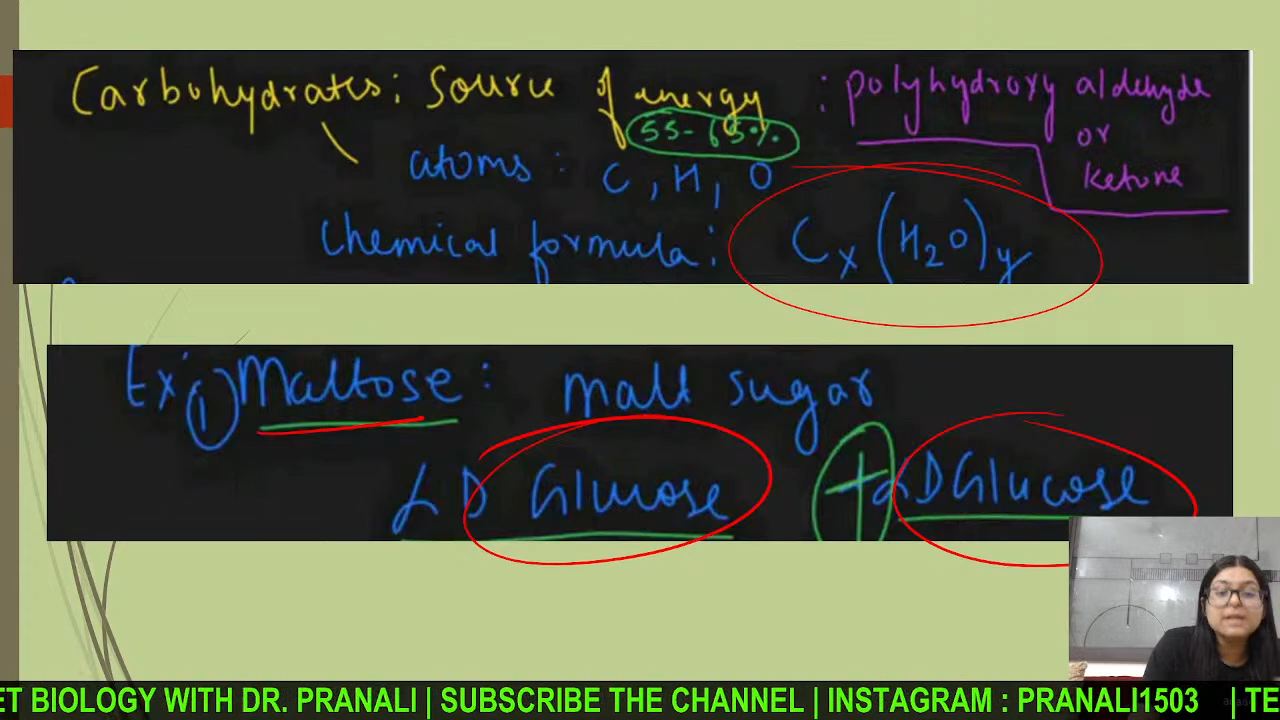 Carbohydrates : Source of energy : polyhydroxy aldehyde
55-65%
or
atoms : C, H, O
Ketone
Chemical formula : Cx (H2O)y
Ex: ① Maltose : malt sugar
α D Glucose + α D Glucose
ET BIOLOGY WITH DR. PRANALI | SUBSCRIBE THE CHANNEL | INSTAGRAM : PRANALI1503 | TE